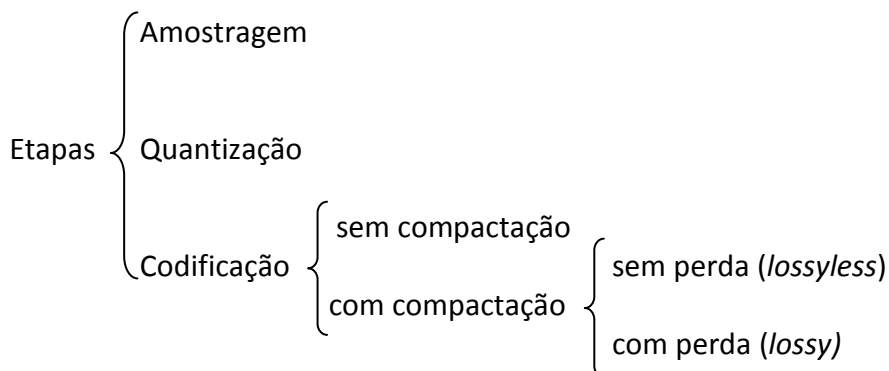 Amostragem
Etapas
Quantização
Codificação
sem compactação
com compactação
sem perda (lossyless)
com perda (lossy)